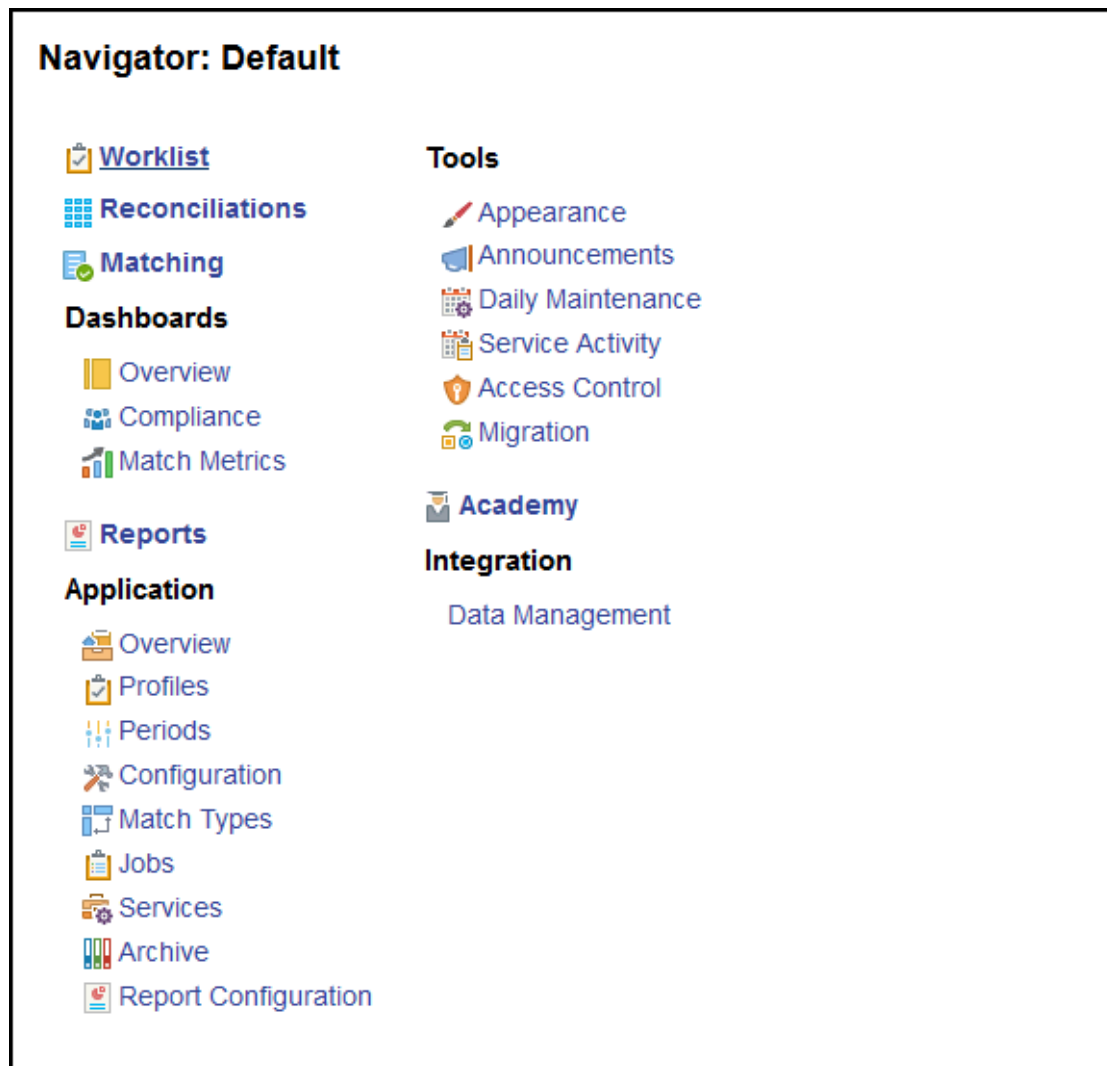 Navigator: Default
Worklist
Reconciliations
Matching
Dashboards
Overview
Compliance
Match Metrics
Reports
Application
Overview
Profiles
Periods
Configuration
Match Types
Jobs
Services
Archive
Report Configuration
Tools
Appearance
Announcements
Daily Maintenance
Service Activity
Access Control
Migration
Academy
Integration
Data Management